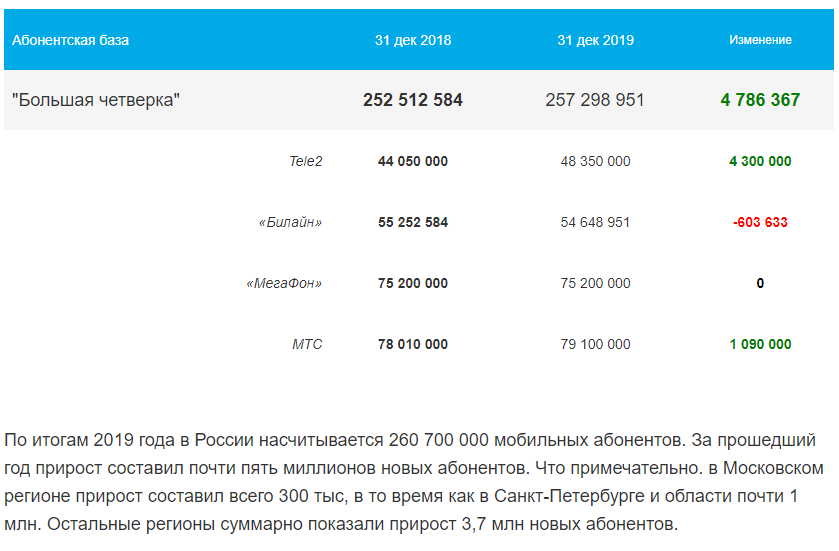 Абонентская база 31 дек 2018 31 дек 2019 Изменение
"Большая четверка" 252 512 584 257 298 951 4 786 367
Tele2 44 050 000 48 350 000 4 300 000
«Билайн» 55 252 584 54 648 951 -603 633
«МегаФон» 75 200 000 75 200 000 0
МТС 78 010 000 79 100 000 1 090 000
По итогам 2019 года в России насчитывается 260 700 000 мобильных абонентов. За прошедший
год прирост составил почти пять миллионов новых абонентов. Что примечательно. в Московском
регионе прирост составил всего 300 тыс, в то время как в Санкт-Петербурге и области почти 1
млн. Остальные регионы суммарно показали прирост 3,7 млн новых абонентов.